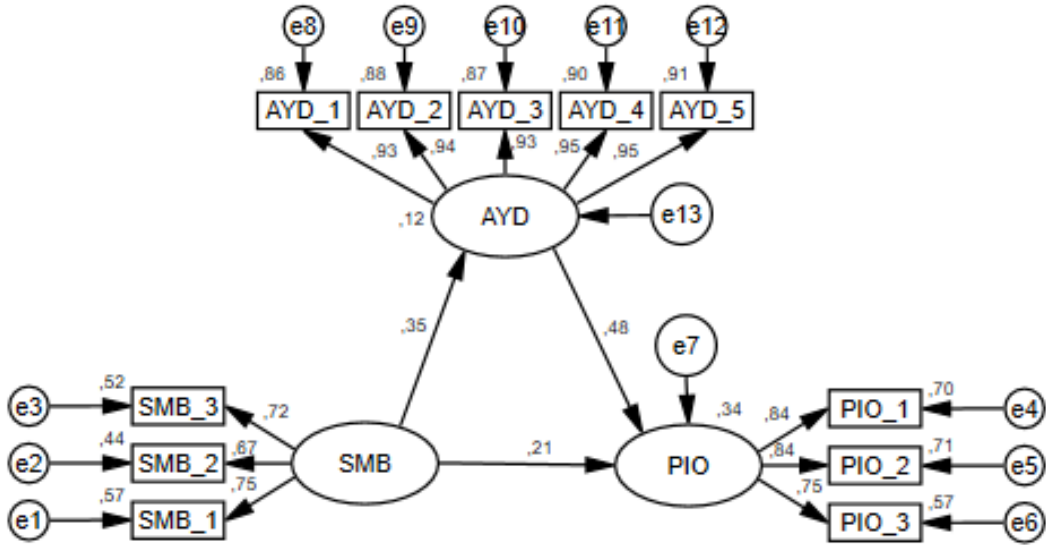 e8 e9 e10 e11 e12
,86 ,88 ,87 ,90 ,91
AYD_1 AYD_2 AYD_3 AYD_4 AYD_5
,93 ,94 ,93 ,95 ,95
,12 AYD e13
,35 ,48
e7
,52 ,34 ,70
e3 SMB_3 ,72 ,84 PIO_1 e4
,44 ,67 ,84 ,71
e2 SMB_2 SMB ,21 PIO PIO_2 e5
,57 ,75 ,75 ,57
e1 SMB_1 PIO_3 e6